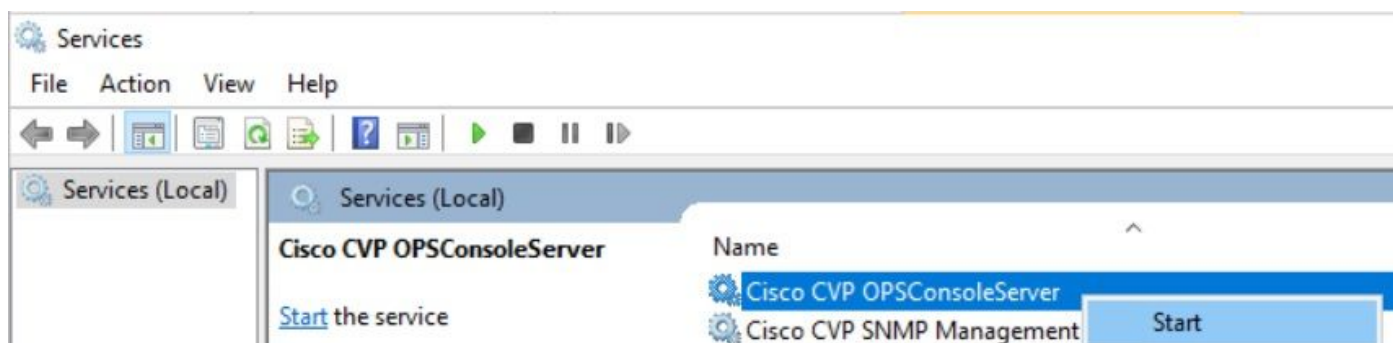 Services
File Action View Help
Services (Local)
Services (Local)
Cisco CVP OPSConsoleServer
Start the service
Name
Cisco CVP OPSConsoleServer
Cisco CVP SNMP Management
Start